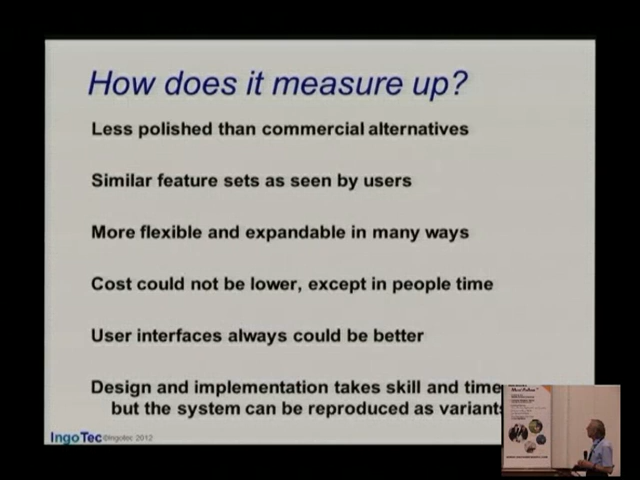 How does it measure up?
Less polished than commercial alternatives
Similar feature sets as seen by users
More flexible and expandable in many ways
Cost could not be lower, except in people time
User interfaces always could be better
Design and implementation takes skill and time
but the system can be reproduced as variants
IngoTec ©Ingotec 2012